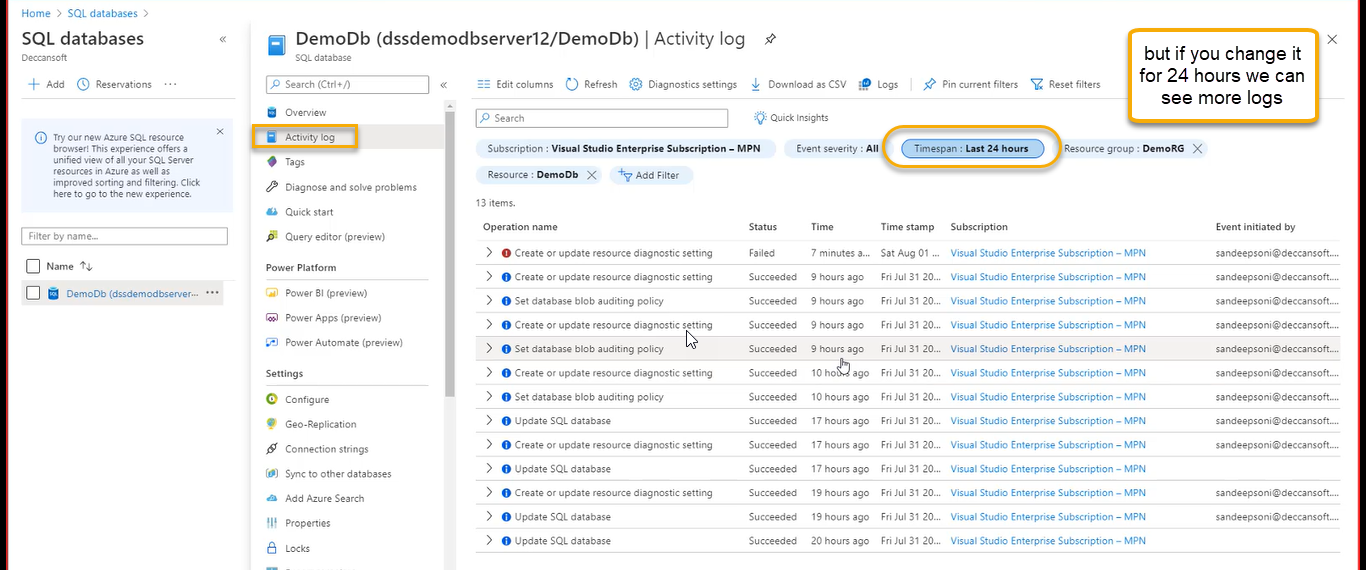 Home > SQL databases >
SQL databases «
Deccansoft
+ Add Reservations ...
Try our new Azure SQL resource
browser! This experience offers a
unified view of all your SQL Server
resources in Azure as well as
improved sorting and filtering. Click
here to go to the new experience.
Filter by name...
Name ↑↓
DemoDb (dssdemodbserver... ...
DemoDb (dssdemodbserver12/DemoDb) | Activity log
SQL database
Search (Ctrl+/) «
Overview
Activity log
Tags
Diagnose and solve problems
Quick start
Query editor (preview)
Power Platform
Power BI (preview)
Power Apps (preview)
Power Automate (preview)
Settings
Configure
Geo-Replication
Connection strings
Sync to other databases
Add Azure Search
Properties
Locks
Edit columns Refresh Diagnostics settings Download as CSV Logs Pin current filters Reset filters
but if you change it
for 24 hours we can
see more logs
Search Quick Insights
Subscription : Visual Studio Enterprise Subscription – MPN Event severity : All Timespan : Last 24 hours Resource group : DemoRG
Resource : DemoDb Add Filter
13 items.
Operation name Status Time Time stamp Subscription Event initiated by
Create or update resource diagnostic setting Failed 7 minutes a... Sat Aug 01 ... Visual Studio Enterprise Subscription – MPN sandeepsoni@deccansoft....
Create or update resource diagnostic setting Succeeded 9 hours ago Fri Jul 31 20... Visual Studio Enterprise Subscription – MPN sandeepsoni@deccansoft....
Set database blob auditing policy Succeeded 9 hours ago Fri Jul 31 20... Visual Studio Enterprise Subscription – MPN sandeepsoni@deccansoft....
Create or update resource diagnostic setting Succeeded 9 hours ago Fri Jul 31 20... Visual Studio Enterprise Subscription – MPN sandeepsoni@deccansoft....
Set database blob auditing policy Succeeded 9 hours ago Fri Jul 31 20... Visual Studio Enterprise Subscription – MPN sandeepsoni@deccansoft....
Create or update resource diagnostic setting Succeeded 10 hours ago Fri Jul 31 20... Visual Studio Enterprise Subscription – MPN sandeepsoni@deccansoft....
Set database blob auditing policy Succeeded 10 hours ago Fri Jul 31 20... Visual Studio Enterprise Subscription – MPN sandeepsoni@deccansoft....
Update SQL database Succeeded 17 hours ago Fri Jul 31 20... Visual Studio Enterprise Subscription – MPN
Create or update resource diagnostic setting Succeeded 17 hours ago Fri Jul 31 20... Visual Studio Enterprise Subscription – MPN sandeepsoni@deccansoft....
Update SQL database Succeeded 17 hours ago Fri Jul 31 20... Visual Studio Enterprise Subscription – MPN
Create or update resource diagnostic setting Succeeded 19 hours ago Fri Jul 31 20... Visual Studio Enterprise Subscription – MPN sandeepsoni@deccansoft....
Update SQL database Succeeded 19 hours ago Fri Jul 31 20... Visual Studio Enterprise Subscription – MPN sandeepsoni@deccansoft....
Update SQL database Succeeded 20 hours ago Fri Jul 31 20... Visual Studio Enterprise Subscription – MPN